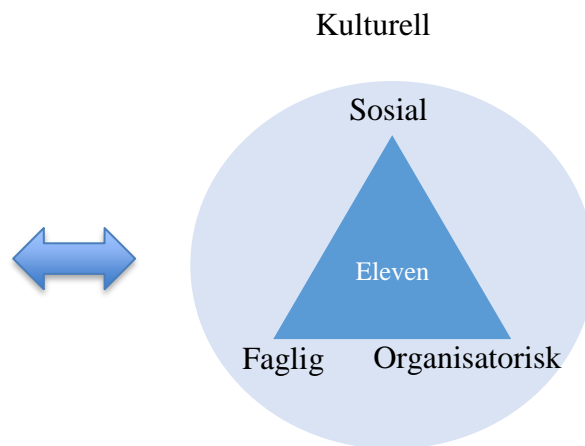 Kulturell
Sosial
Eleven
Faglig
Organisatorisk